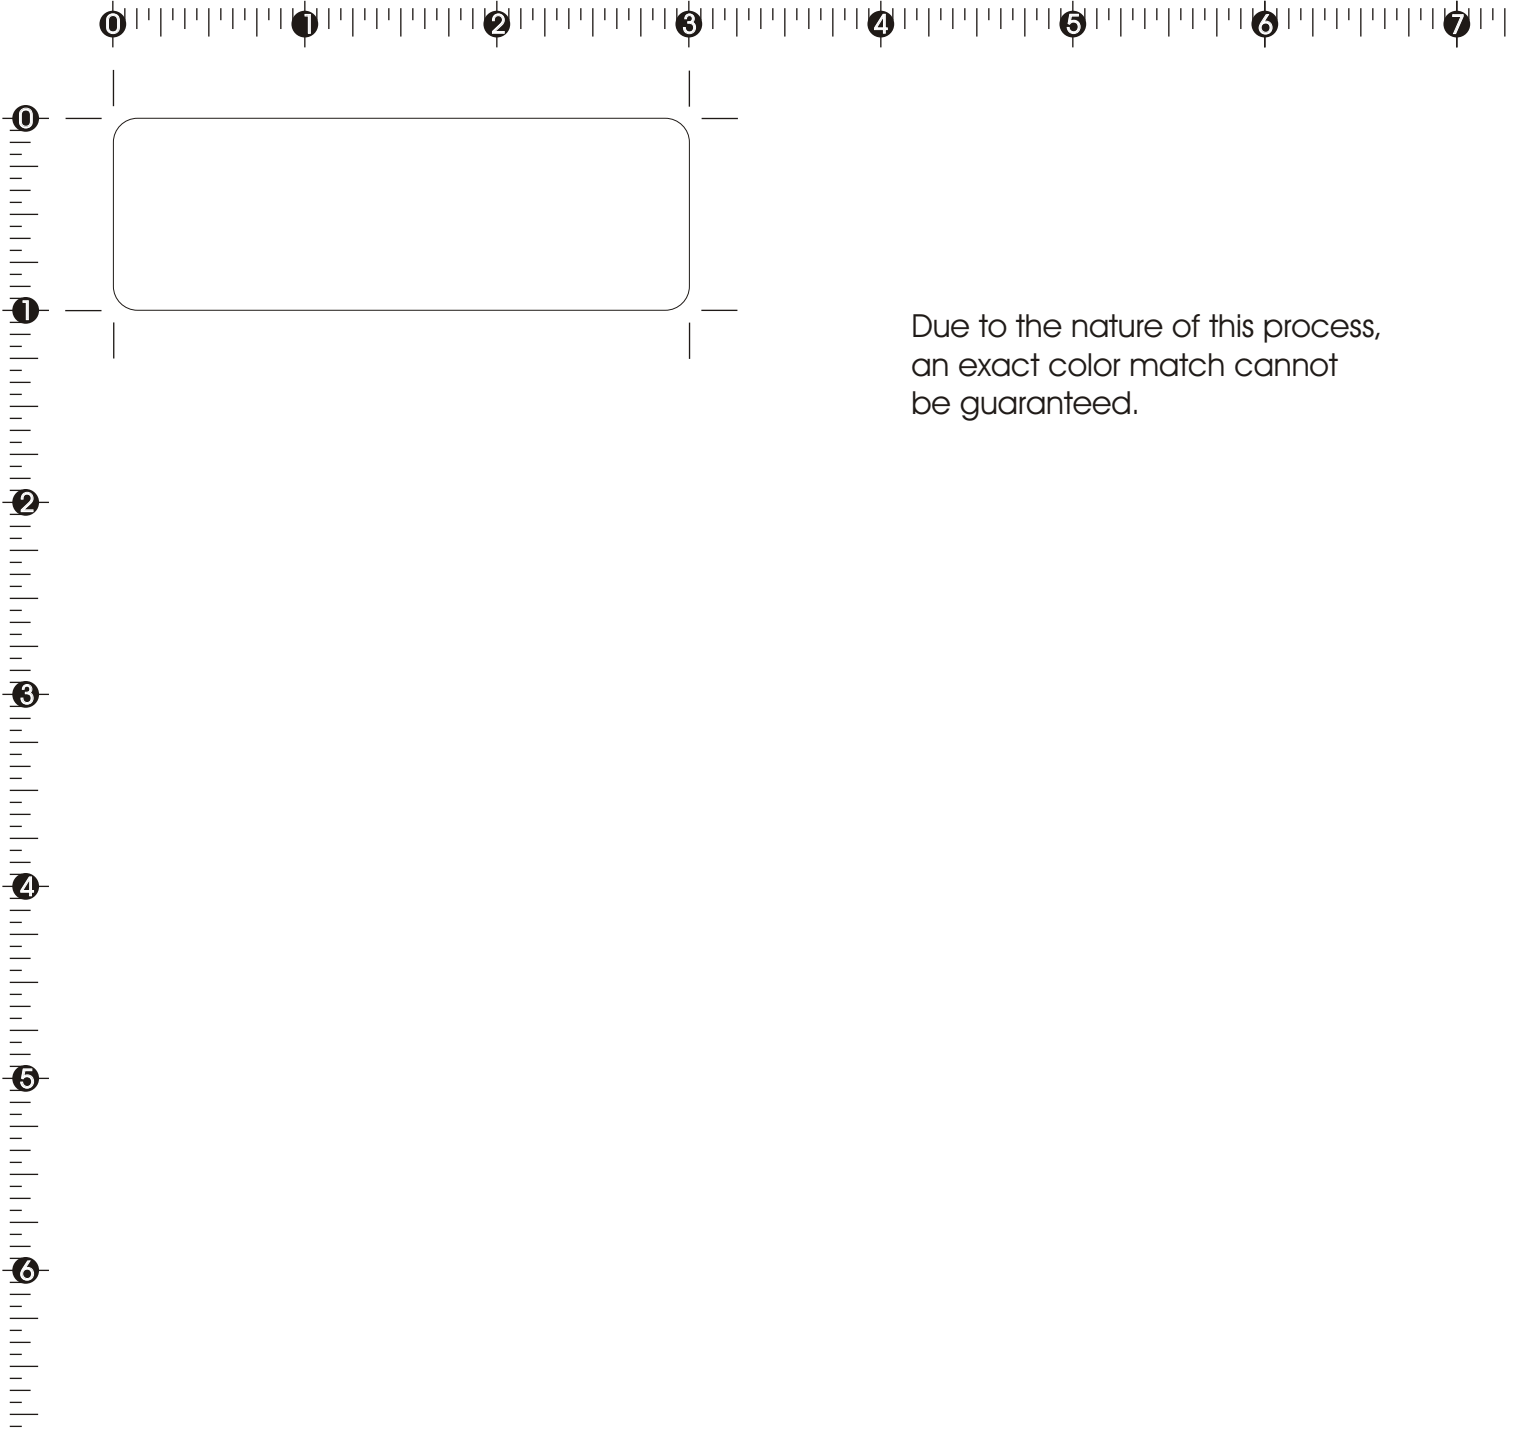 0 1 2 3 4 5 6 7
0
1
Due to the nature of this process,
an exact color match cannot
be guaranteed.
2
3
4
5
6